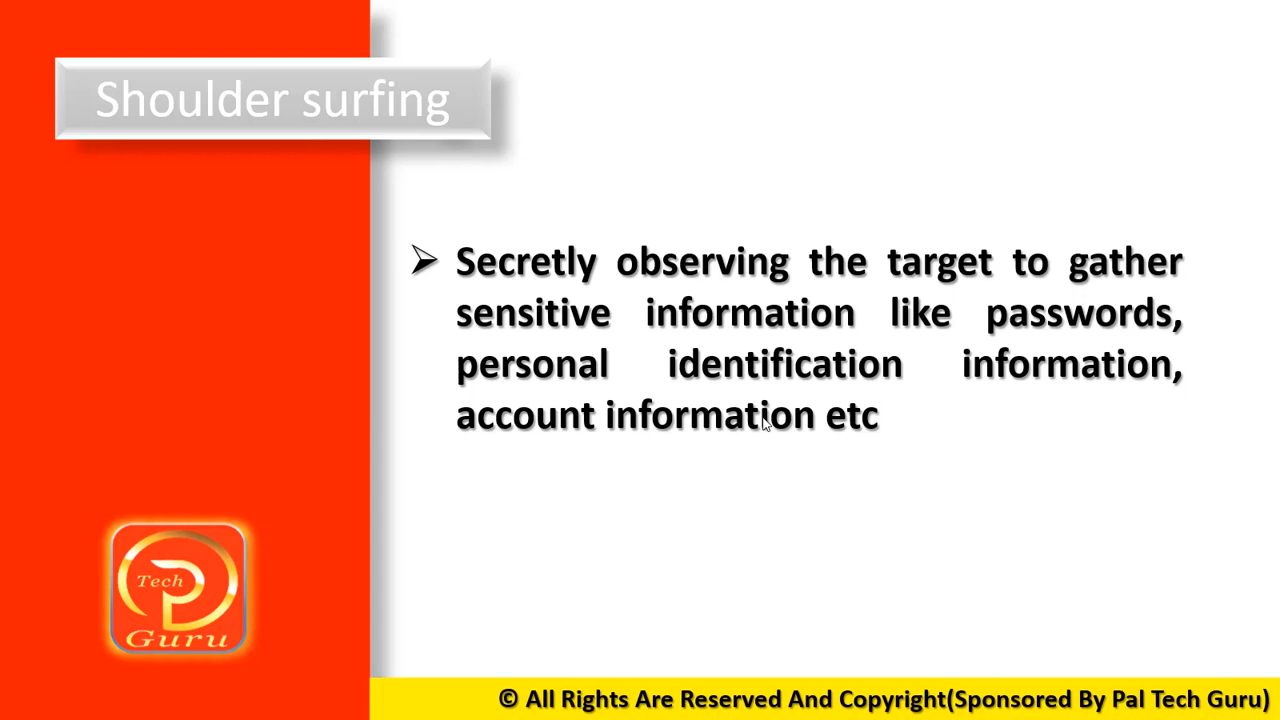 Shoulder surfing
➢ Secretly observing the target to gather
sensitive information like passwords,
personal identification information,
account information etc
Tech
P
Guru
© All Rights Are Reserved And Copyright(Sponsored By Pal Tech Guru)